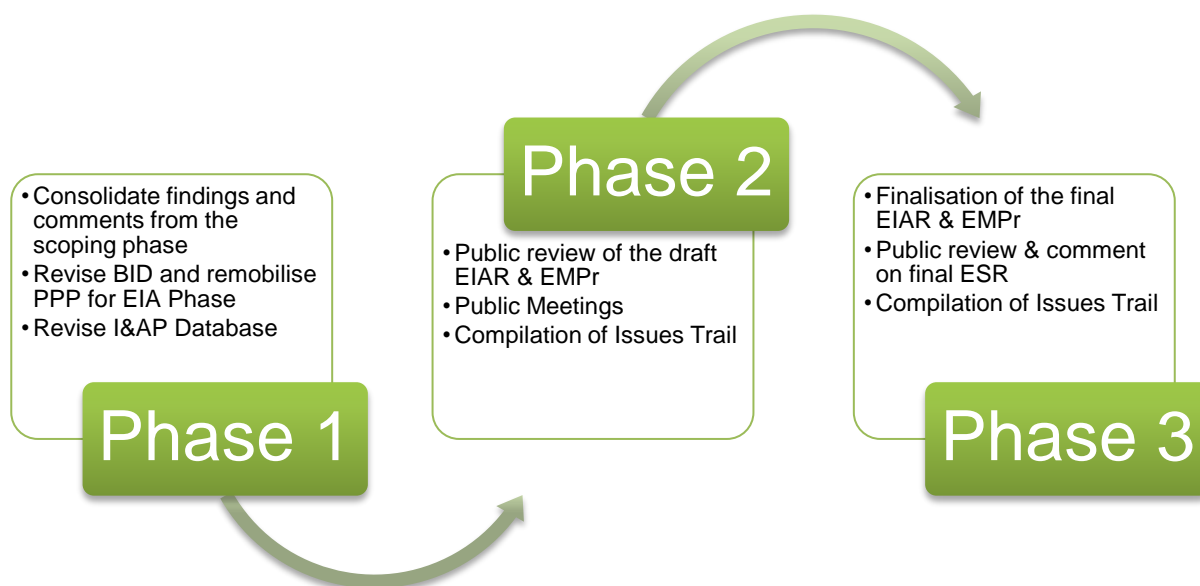 • Consolidate findings and
comments from the
scoping phase
• Revise BID and remobilise
PPP for EIA Phase
• Revise I&AP Database
Phase 1
Phase 2
• Public review of the draft
EIAR & EMPr
• Public Meetings
• Compilation of Issues Trail
• Finalisation of the final
EIAR & EMPr
• Public review & comment
on final ESR
• Compilation of Issues Trail
Phase 3